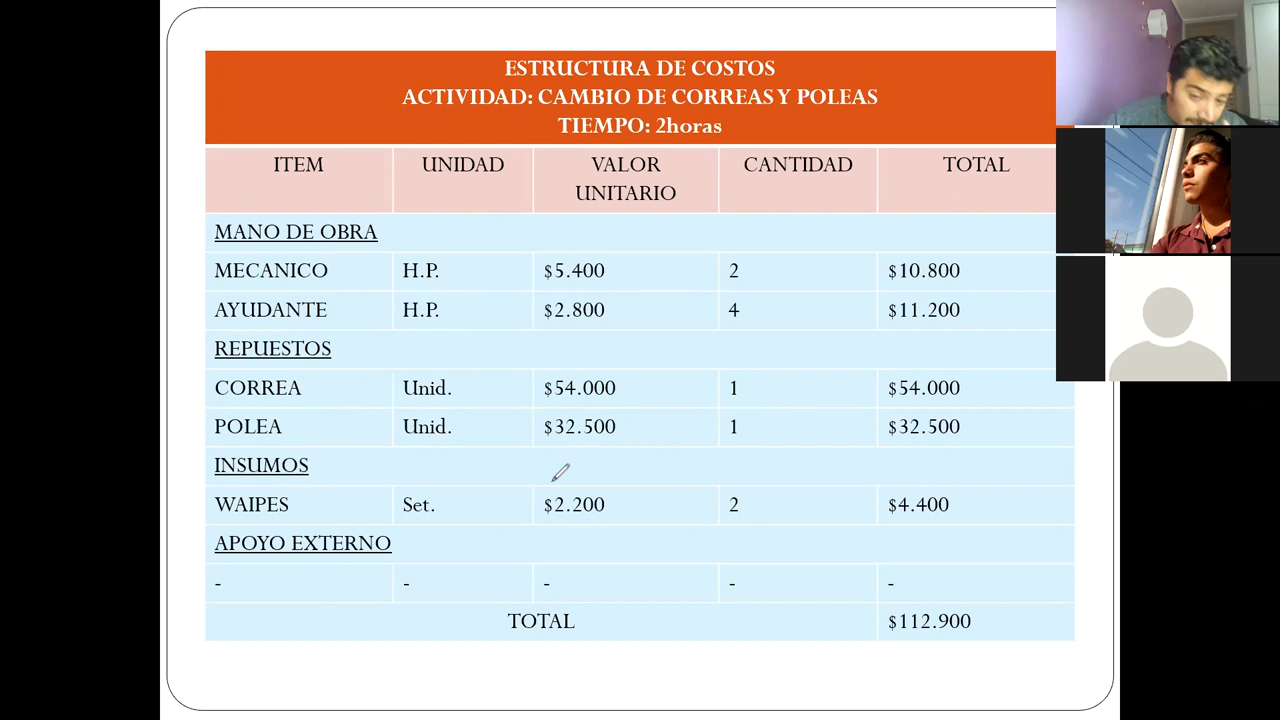 ESTRUCTURA DE COSTOS
ACTIVIDAD: CAMBIO DE CORREAS Y POLEAS
TIEMPO: 2horas
ITEM UNIDAD VALOR UNITARIO CANTIDAD TOTAL
MANO DE OBRA
MECANICO H.P. $5.400 2 $10.800
AYUDANTE H.P. $2.800 4 $11.200
REPUESTOS
CORREA Unid. $54.000 1 $54.000
POLEA Unid. $32.500 1 $32.500
INSUMOS
WAIPES Set. $2.200 2 $4.400
APOYO EXTERNO
- - - - -
TOTAL $112.900